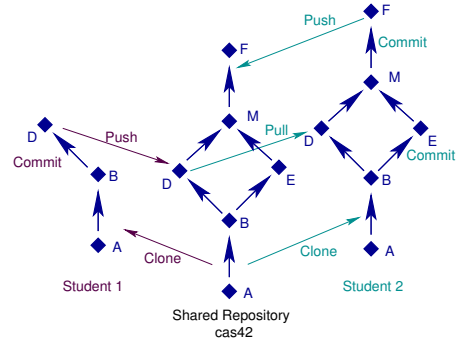 F
Push
Commit
F
M
M
D
Push
Pull
D
E
Commit
B
D
E
Commit
B
B
A
Clone
Clone
A
A
Student 1
Student 2
Shared Repository
cas42